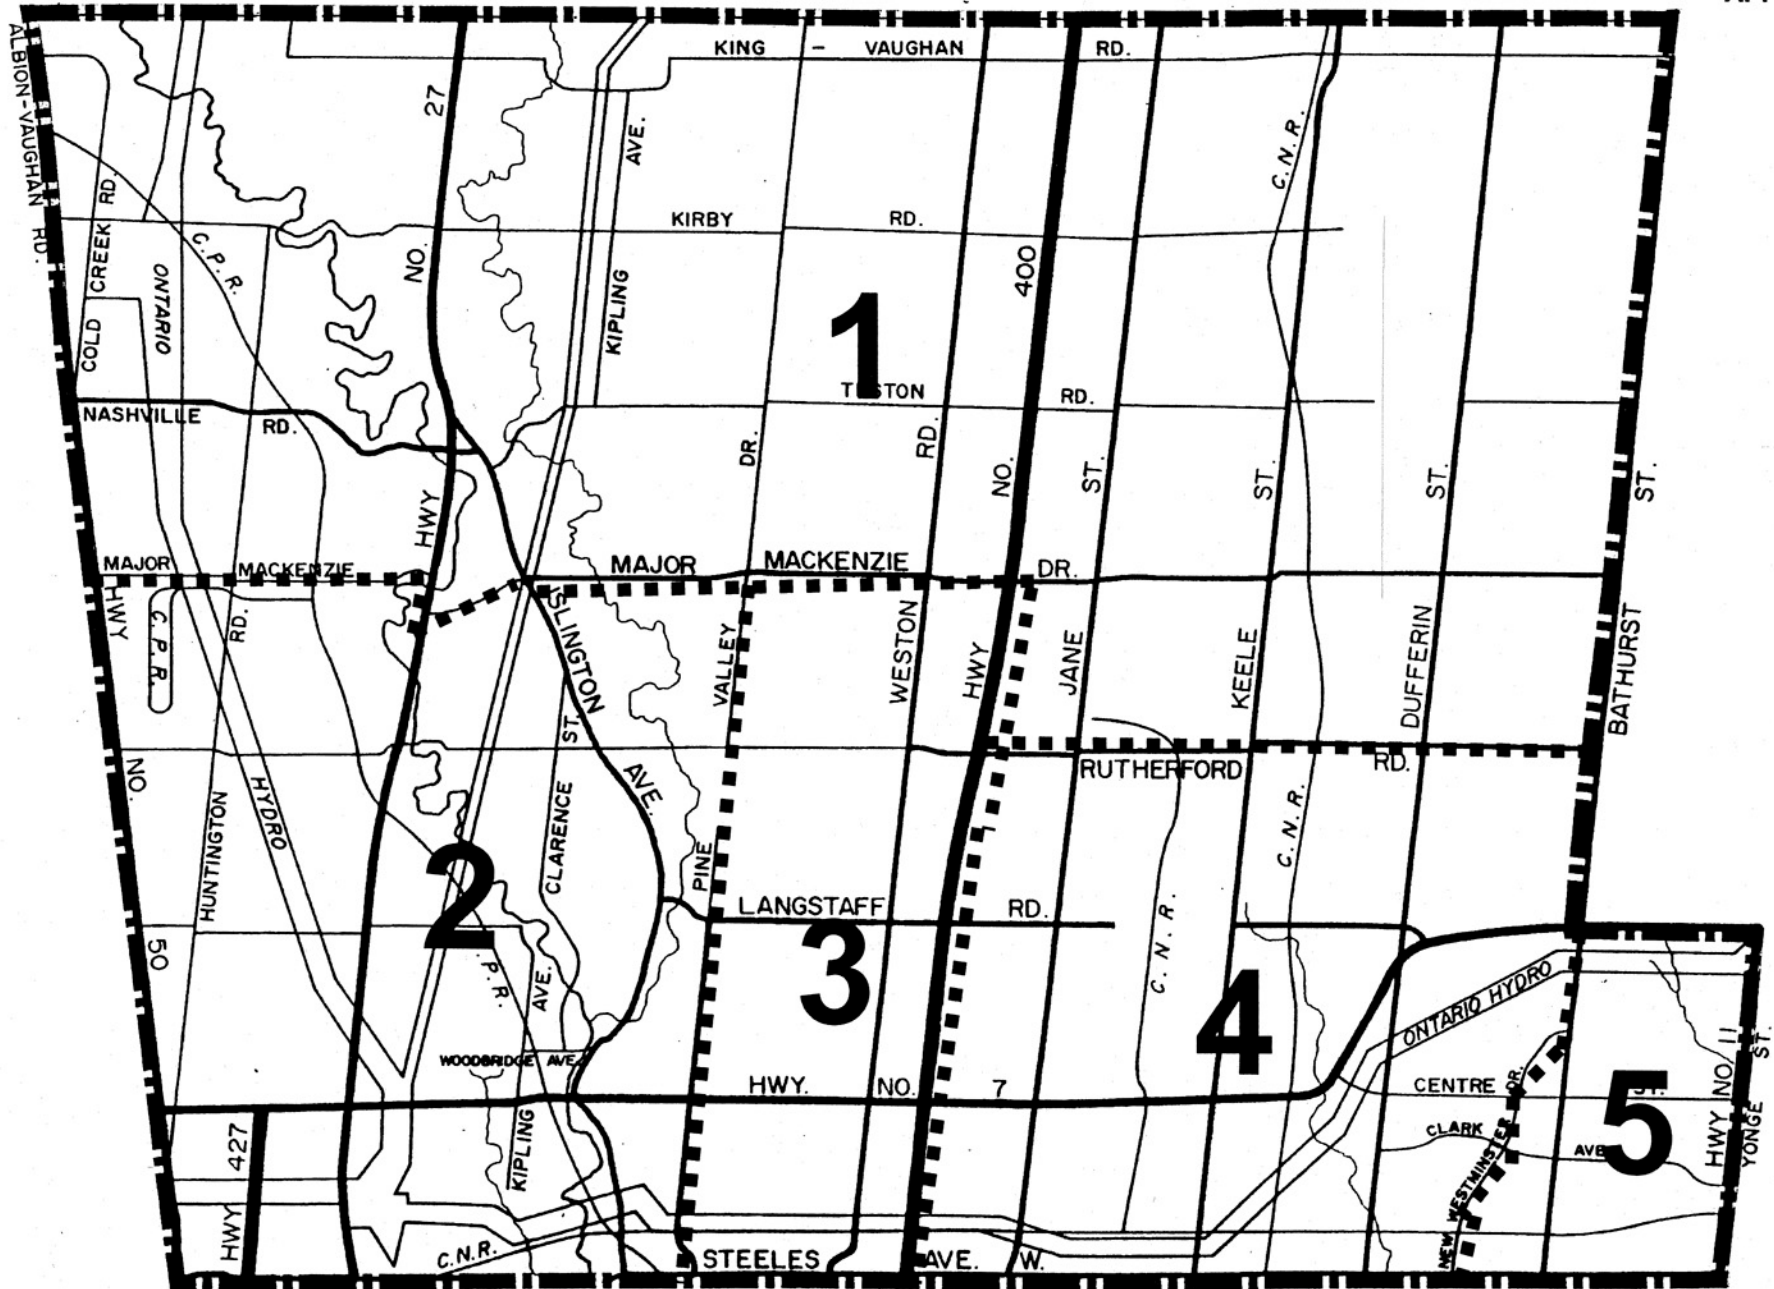 KING – VAUGHAN RD.
ALBION-VAUGHAN RD.
27
AVE.
C.N.R.
RD.
KIRBY RD.
CREEK
C.P.R.
ONTARIO
NO.
400
KIPLING
COLD
1
TESTON RD.
NASHVILLE RD.
DR.
RD.
NO.
ST.
ST.
ST.
ST.
HWY
MAJOR MACKENZIE
MAJOR MACKENZIE DR.
HWY
C.P.R.
RD.
ISLINGTON
VALLEY
WESTON
HWY
JANE
KEELE
DUFFERIN
BATHURST
ST.
RUTHERFORD RD.
NO.
HYDRO
HUNTINGTON
CLARENCE
AVE.
PINE
C.N.R.
2
LANGSTAFF RD.
50
P.R.
AVE.
3
C.N.R.
4
ONTARIO HYDRO
WOODBRIDGE AVE.
HWY. NO. 7
CENTRE ST.
DR.
5
HWY NO. 11
YONGE ST.
CLARK AVE
NEW WESTMINSTER
HWY 427
KIPLING
C.N.R.
STEELES AVE. W.